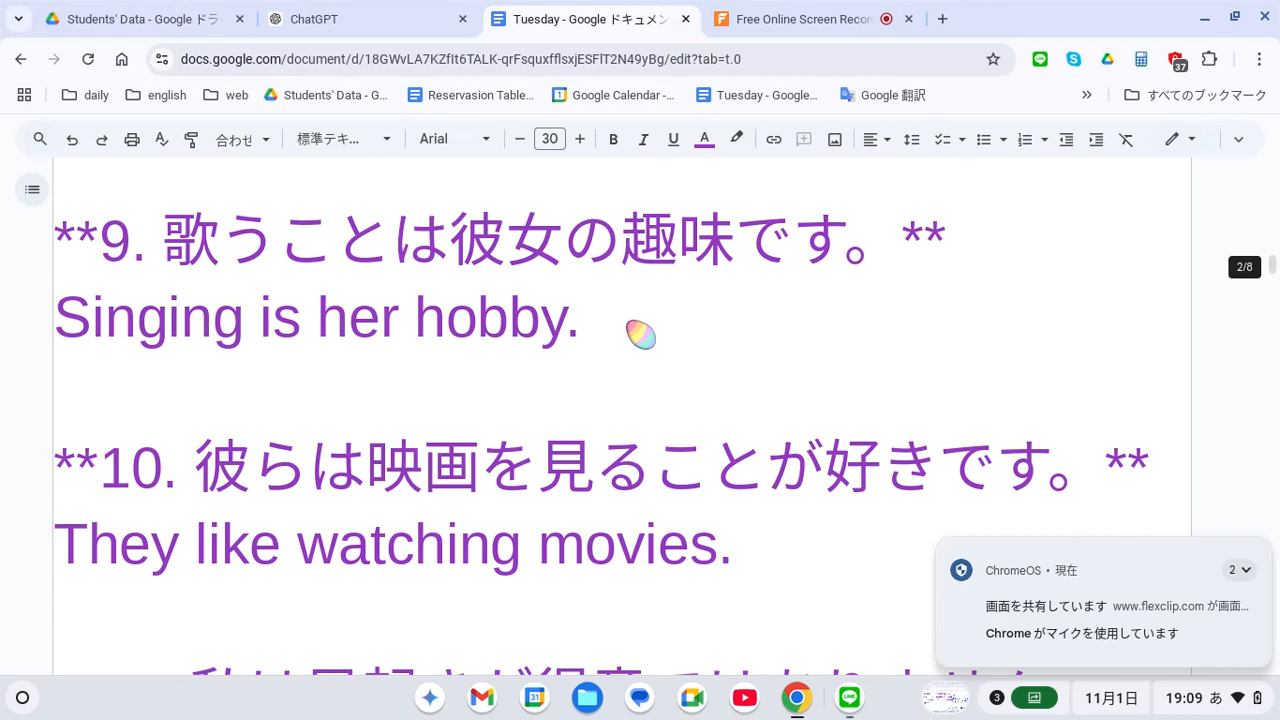 Students' Data - Google ドラ
ChatGPT
Tuesday - Google ドキュメン
Free Online Screen Recor
docs.google.com/document/d/18GWvLA7KZfIt6TALK-qrFsquxfflsxjESFlT2N49yBg/edit?tab=t.0
37
daily
english
web
Students' Data - G...
Reservasion Table...
Google Calendar -...
Tuesday - Google...
Google 翻訳
すべてのブックマーク
合わせ
標準テキ...
Arial
30
B
I
U
A
**9. 歌うことは彼女の趣味です。**
2/8
Singing is her hobby.
**10. 彼らは映画を見ることが好きです。**
They like watching movies.
ChromeOS • 現在
2
画面を共有しています www.flexclip.com が画面...
Chrome がマイクを使用しています
3
11月1日
19:09
あ